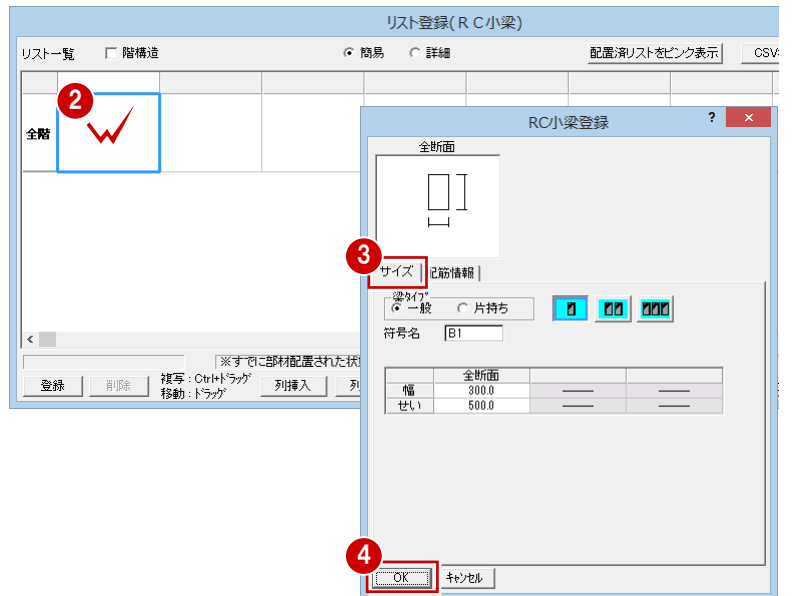 リスト登録(ＲＣ小梁)
リスト一覧 階構造 簡易 詳細 配置済リストをピンク表示 CSV
2
全階
RC小梁登録 ? ×
全断面
3
サイズ 配筋情報
梁タイプ
一般 片持ち
符号名 B1
全断面
幅 300.0
せい 500.0
<
※すでに部材配置された状
登録 削除 複写：Ctrl+ドラッグ 列挿入 列
移動：ドラッグ
4
OK キャンセル